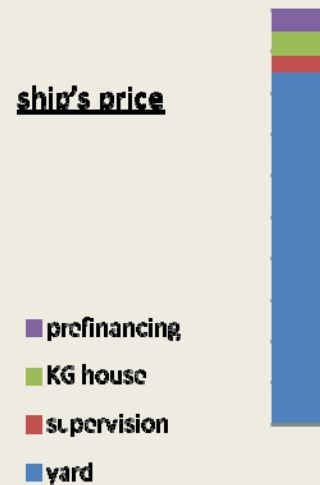 ship's price
prefinancing
KG house
supervision
yard